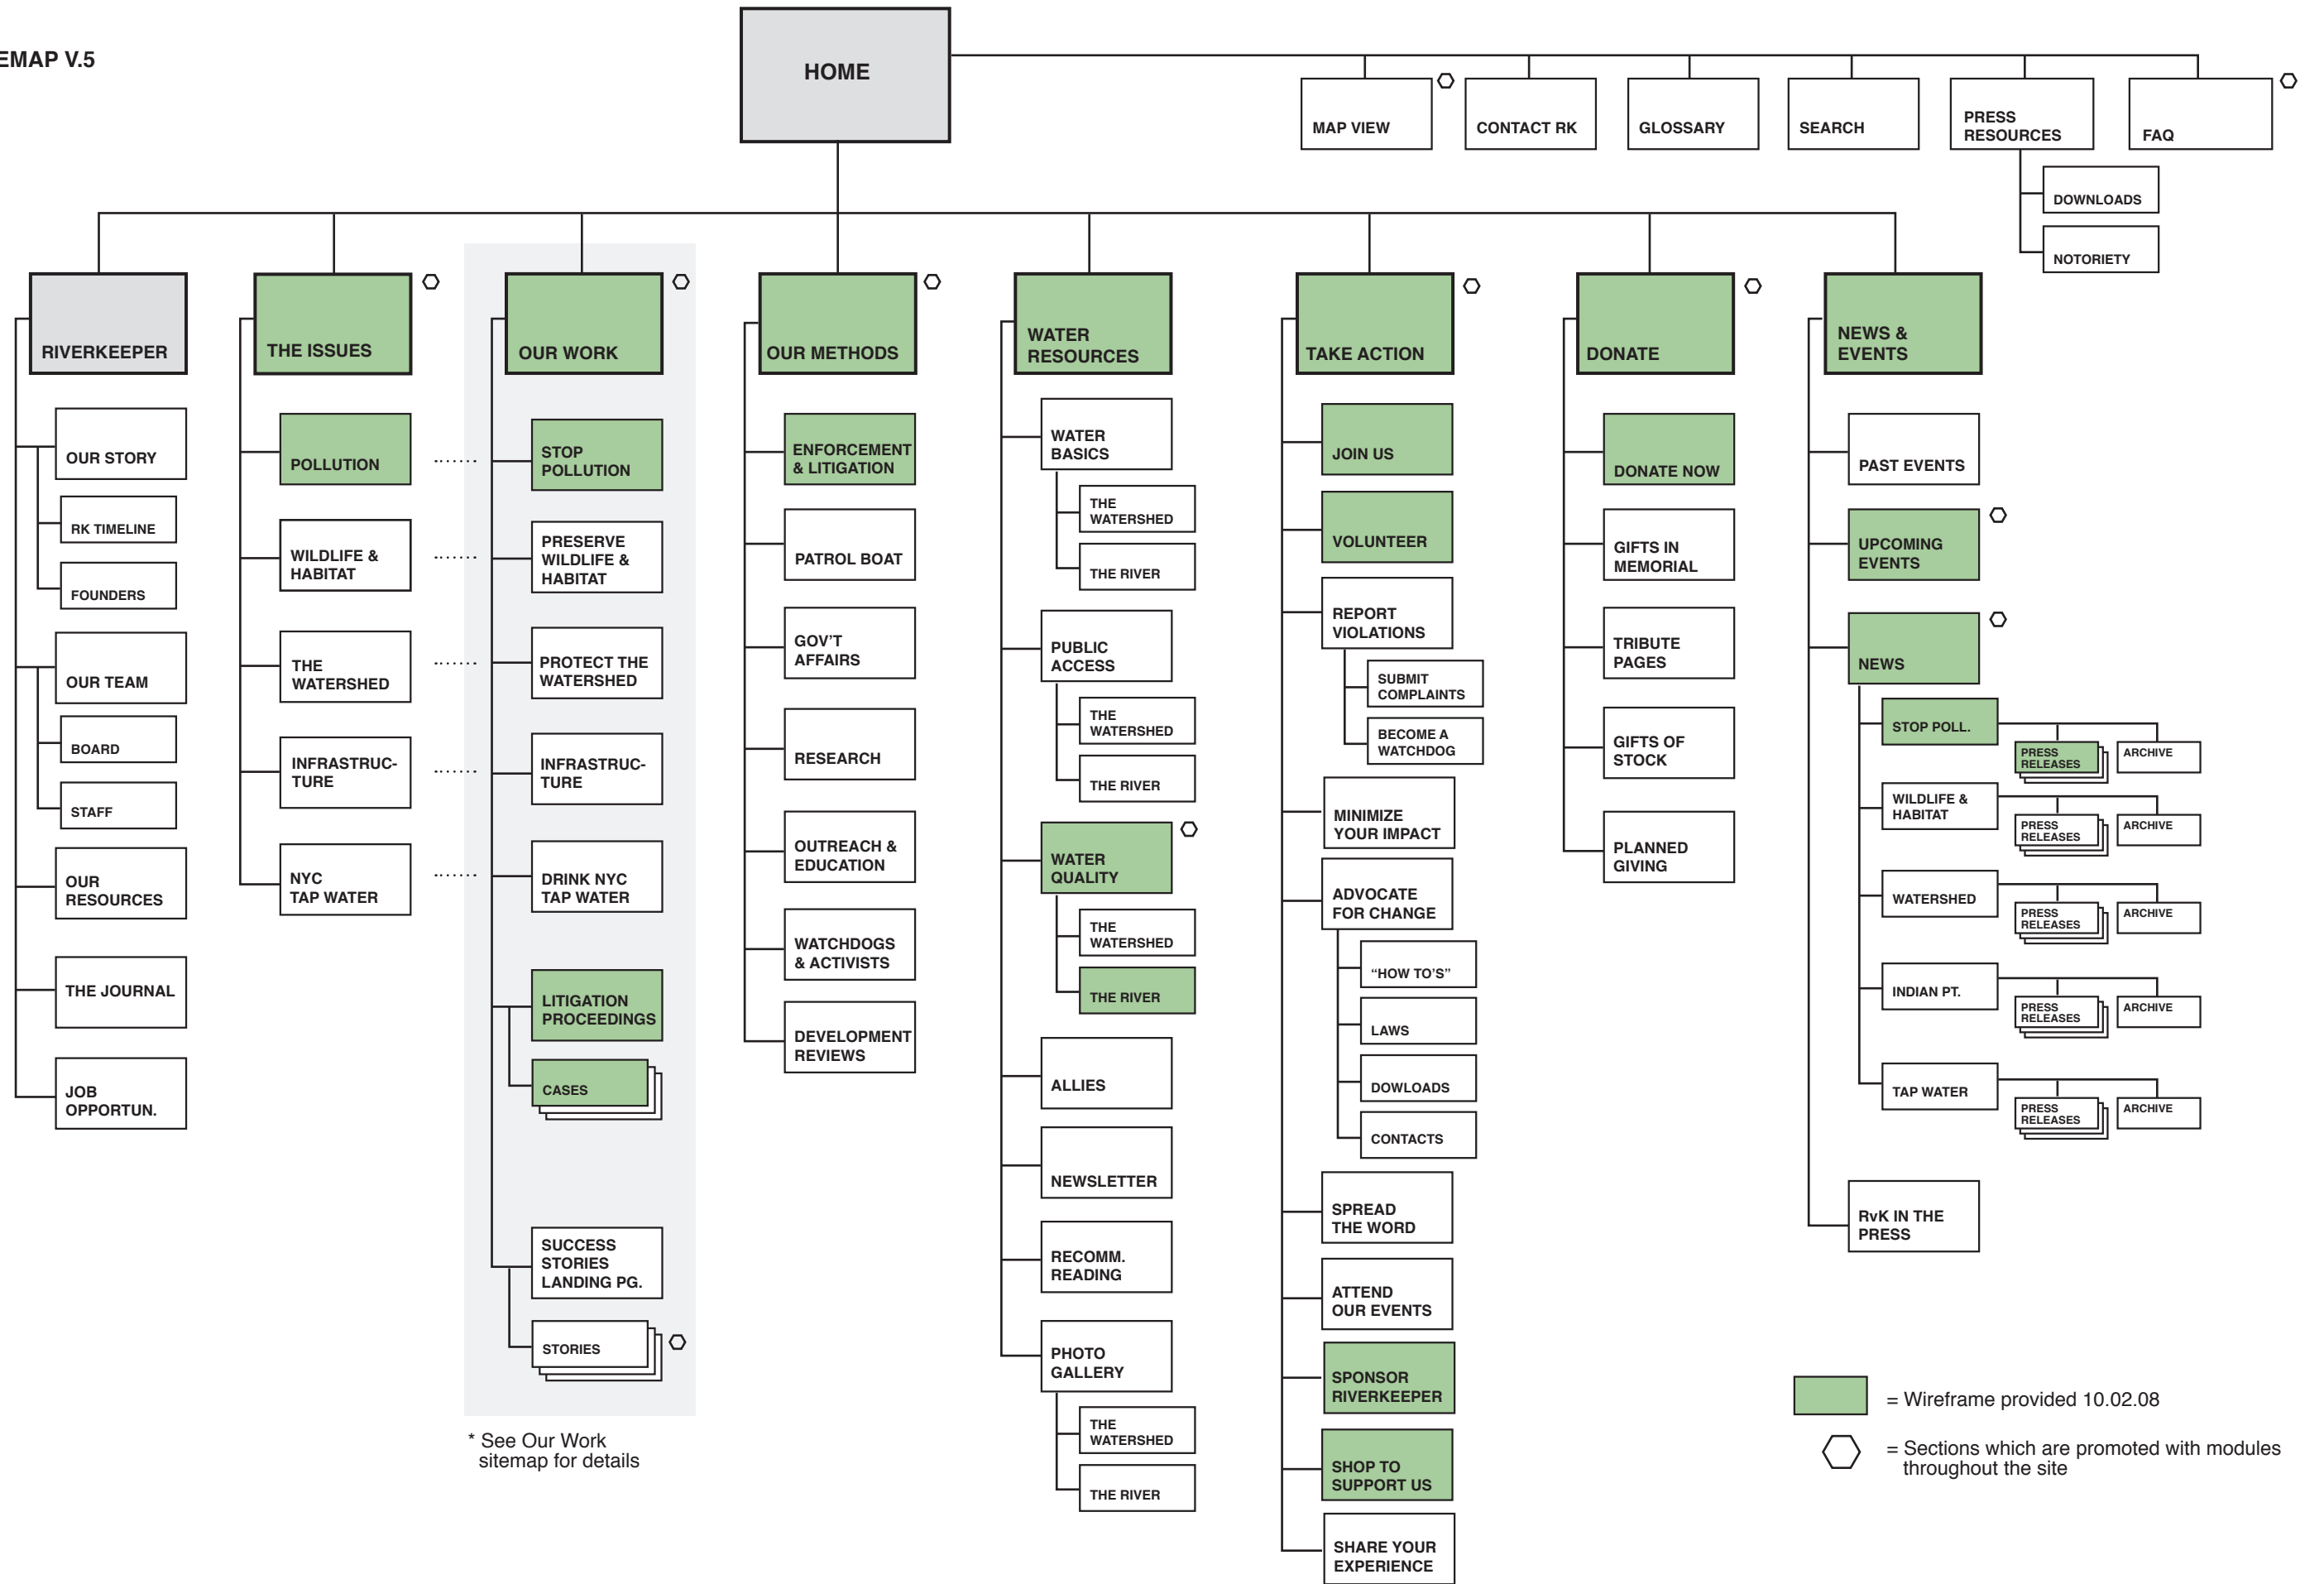 EMAP V.5
HOME
MAP VIEW
CONTACT RK
GLOSSARY
SEARCH
PRESS
RESOURCES
FAQ
DOWNLOADS
NOTORIETY
RIVERKEEPER
OUR STORY
RK TIMELINE
FOUNDERS
OUR TEAM
BOARD
STAFF
OUR
RESOURCES
THE JOURNAL
JOB
OPPORTUN.
THE ISSUES
POLLUTION
WILDLIFE &
HABITAT
THE
WATERSHED
INFRASTRUC-
TURE
NYC
TAP WATER
OUR WORK
STOP
POLLUTION
PRESERVE
WILDLIFE &
HABITAT
PROTECT THE
WATERSHED
INFRASTRUC-
TURE
DRINK NYC
TAP WATER
LITIGATION
PROCEEDINGS
CASES
SUCCESS
STORIES
LANDING PG.
STORIES
* See Our Work
sitemap for details
OUR METHODS
ENFORCEMENT
& LITIGATION
PATROL BOAT
GOV'T
AFFAIRS
RESEARCH
OUTREACH &
EDUCATION
WATCHDOGS
& ACTIVISTS
DEVELOPMENT
REVIEWS
WATER
RESOURCES
WATER
BASICS
THE
WATERSHED
THE RIVER
PUBLIC
ACCESS
THE
WATERSHED
THE RIVER
WATER
QUALITY
THE
WATERSHED
THE RIVER
ALLIES
NEWSLETTER
RECOMM.
READING
PHOTO
GALLERY
THE
WATERSHED
THE RIVER
TAKE ACTION
JOIN US
VOLUNTEER
REPORT
VIOLATIONS
SUBMIT
COMPLAINTS
BECOME A
WATCHDOG
MINIMIZE
YOUR IMPACT
ADVOCATE
FOR CHANGE
“HOW TO'S”
LAWS
DOWLOADS
CONTACTS
SPREAD
THE WORD
ATTEND
OUR EVENTS
SPONSOR
RIVERKEEPER
SHOP TO
SUPPORT US
SHARE YOUR
EXPERIENCE
DONATE
DONATE NOW
GIFTS IN
MEMORIAL
TRIBUTE
PAGES
GIFTS OF
STOCK
PLANNED
GIVING
NEWS &
EVENTS
PAST EVENTS
UPCOMING
EVENTS
NEWS
STOP POLL.
PRESS
RELEASES
ARCHIVE
WILDLIFE &
HABITAT
PRESS
RELEASES
ARCHIVE
WATERSHED
PRESS
RELEASES
ARCHIVE
INDIAN PT.
PRESS
RELEASES
ARCHIVE
TAP WATER
PRESS
RELEASES
ARCHIVE
RvK IN THE
PRESS
= Wireframe provided 10.02.08
= Sections which are promoted with modules
throughout the site